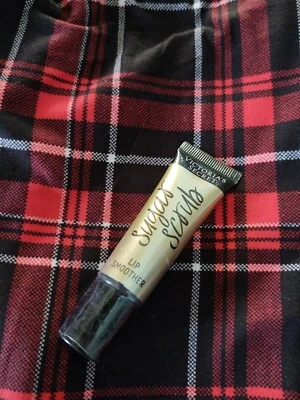 VICTORIA'S
SECRET
sugar
scrub
LIP
SMOOTHER